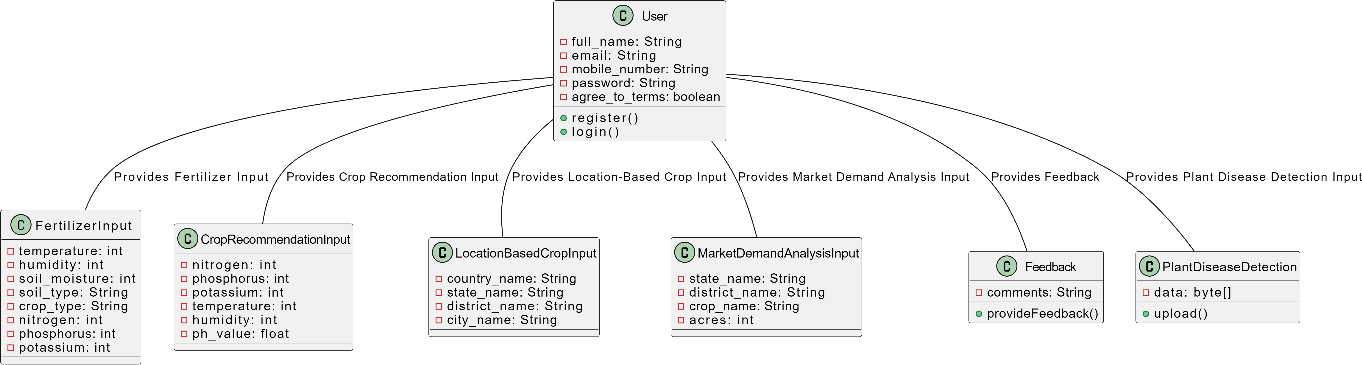 C User
full_name: String
email: String
mobile_number: String
password: String
agree_to_terms: boolean
register()
login()
Provides Fertilizer Input
Provides Crop Recommendation Input
Provides Location-Based Crop Input
Provides Market Demand Analysis Input
Provides Feedback
Provides Plant Disease Detection Input
C FertilizerInput
temperature: int
humidity: int
soil_moisture: int
soil_type: String
crop_type: String
nitrogen: int
phosphorus: int
potassium: int
C CropRecommendationInput
nitrogen: int
phosphorus: int
potassium: int
temperature: int
humidity: int
ph_value: float
C LocationBasedCropInput
country_name: String
state_name: String
district_name: String
city_name: String
C MarketDemandAnalysisInput
state_name: String
district_name: String
crop_name: String
acres: int
C Feedback
comments: String
provideFeedback()
C PlantDiseaseDetection
data: byte[]
upload()